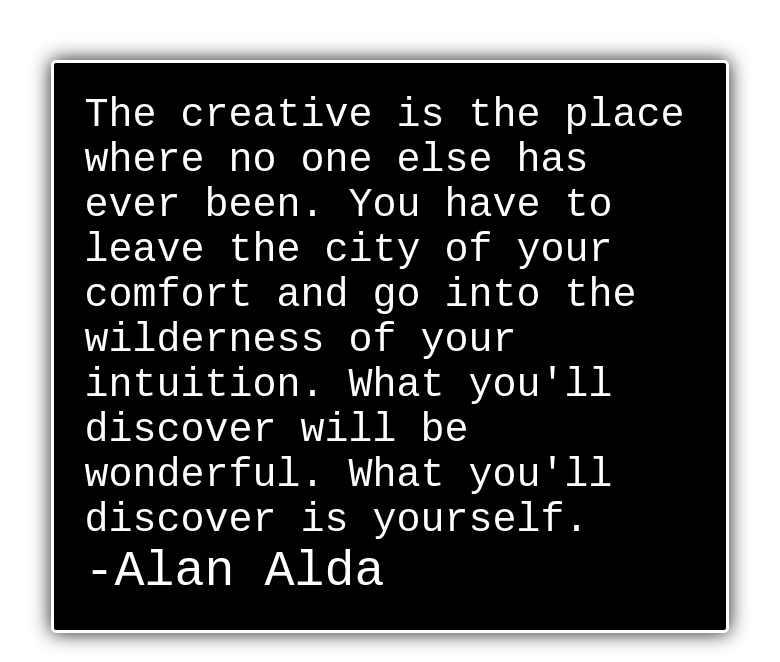 The creative is the place
where no one else has
ever been. You have to
leave the city of your
comfort and go into the
wilderness of your
intuition. What you'll
discover will be
wonderful. What you'll
discover is yourself.
-Alan Alda